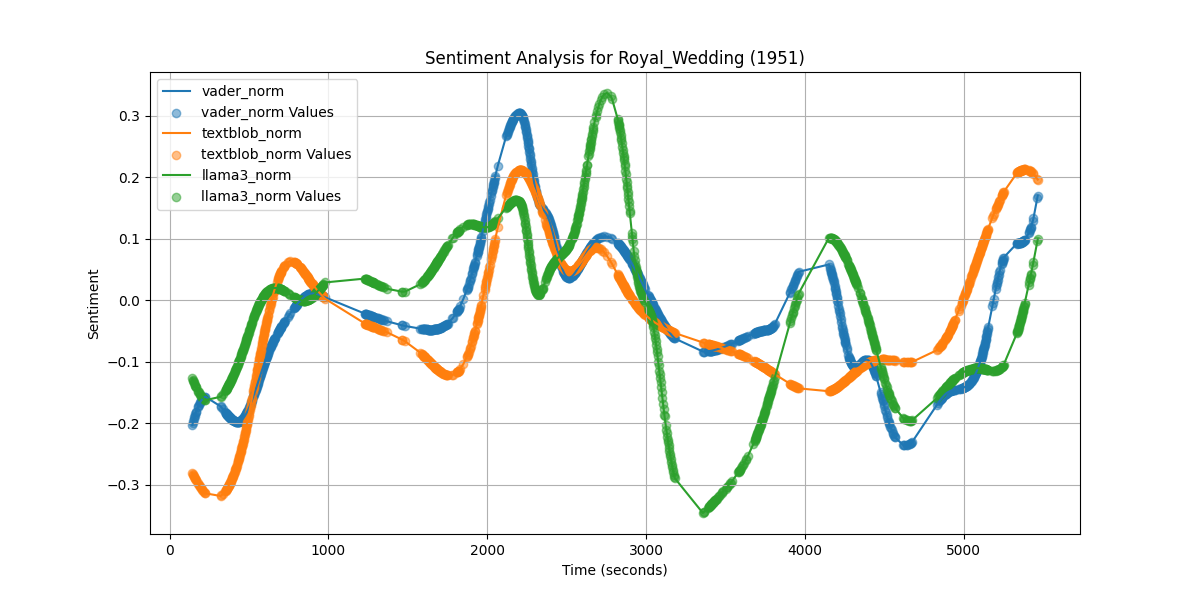 Sentiment Analysis for Royal_Wedding (1951)
vader_norm
vader_norm Values
textblob_norm
textblob_norm Values
llama3_norm
llama3_norm Values
0.3
0.2
0.1
0.0
−0.1
−0.2
−0.3
Sentiment
0 1000 2000 3000 4000 5000
Time (seconds)